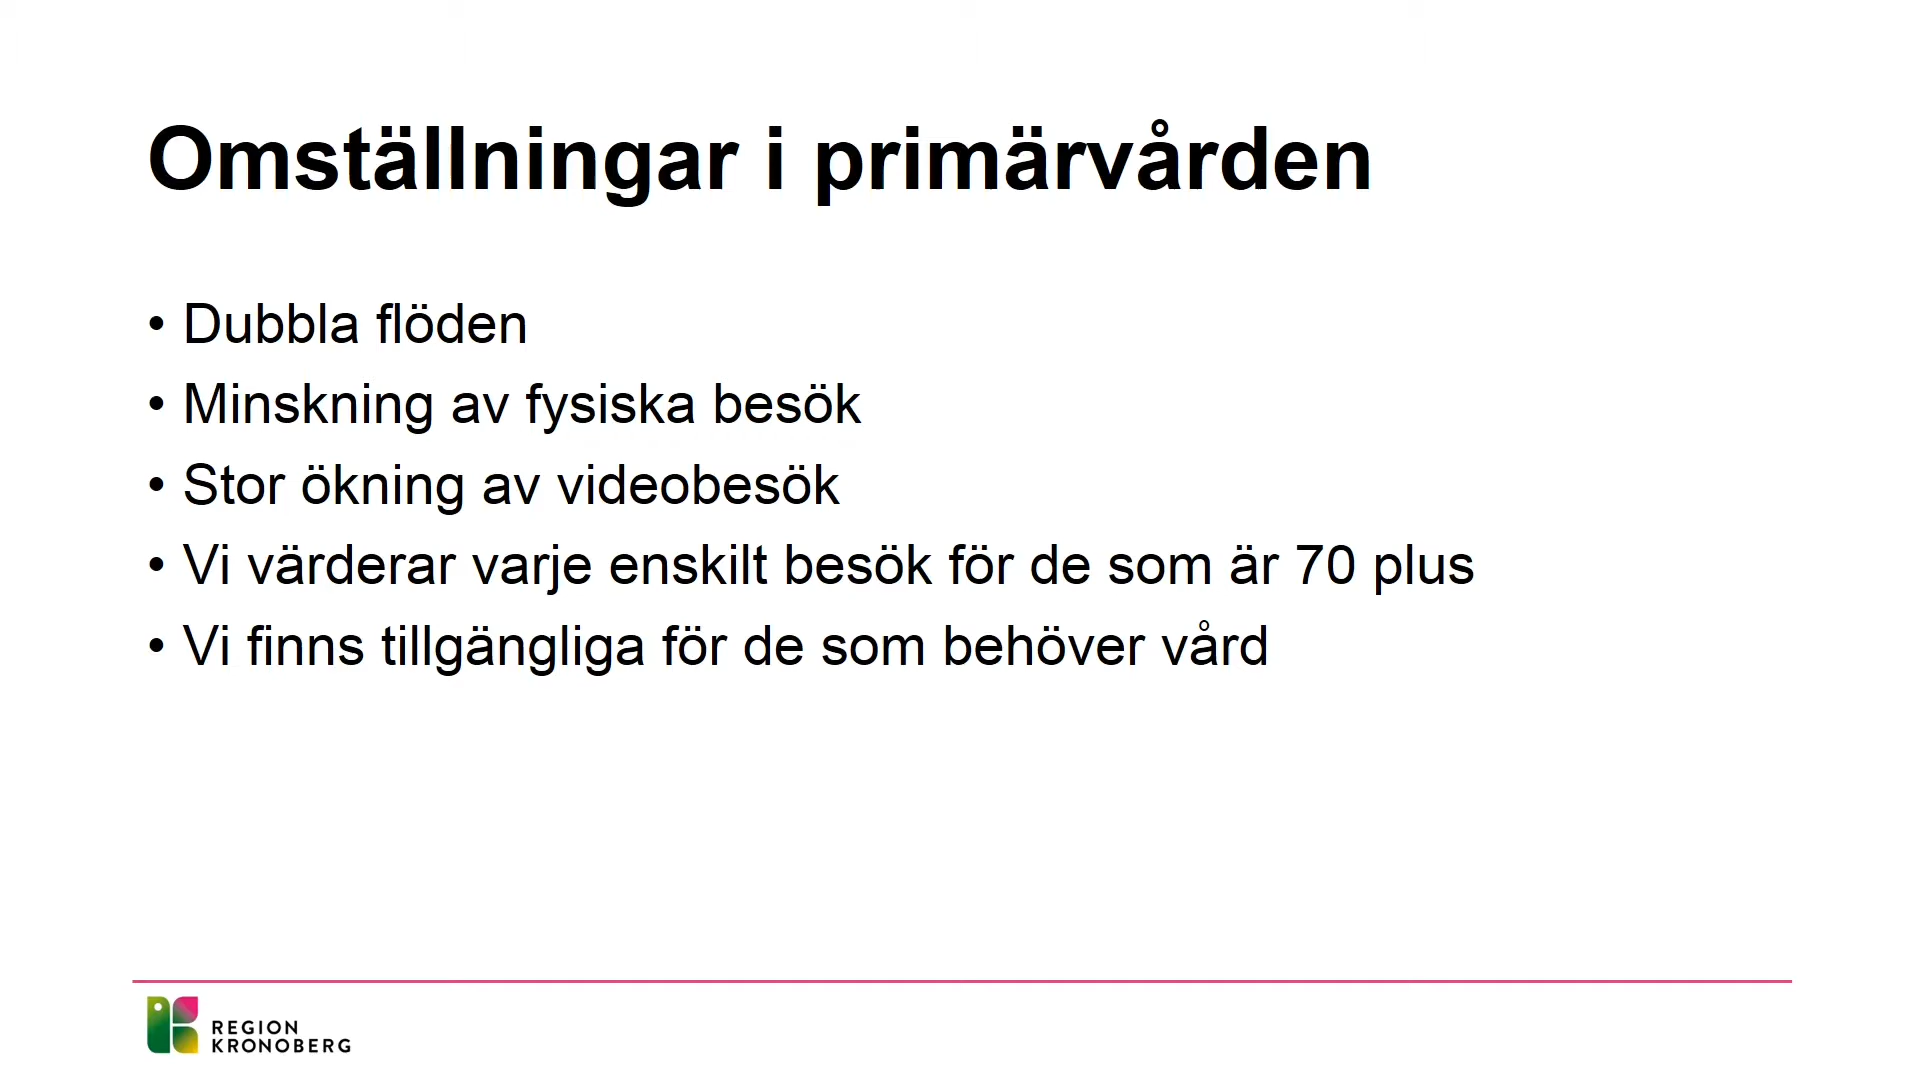 Omställningar i primärvården
• Dubbla flöden
• Minskning av fysiska besök
• Stor ökning av videobesök
• Vi värderar varje enskilt besök för de som är 70 plus
• Vi finns tillgängliga för de som behöver vård
REGION
KRONOBERG